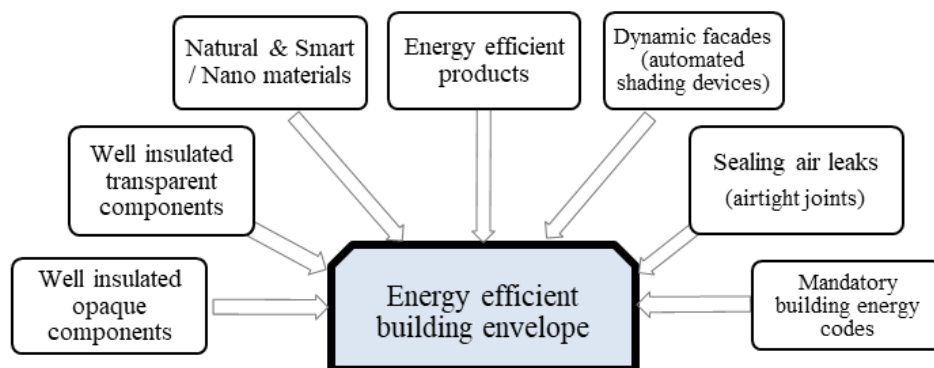 Natural & Smart
/ Nano materials
Energy efficient
products
Dynamic facades
(automated
shading devices)
Well insulated
transparent
components
Sealing air leaks
(airtight joints)
Well insulated
opaque
components
Energy efficient
building envelope
Mandatory
building energy
codes